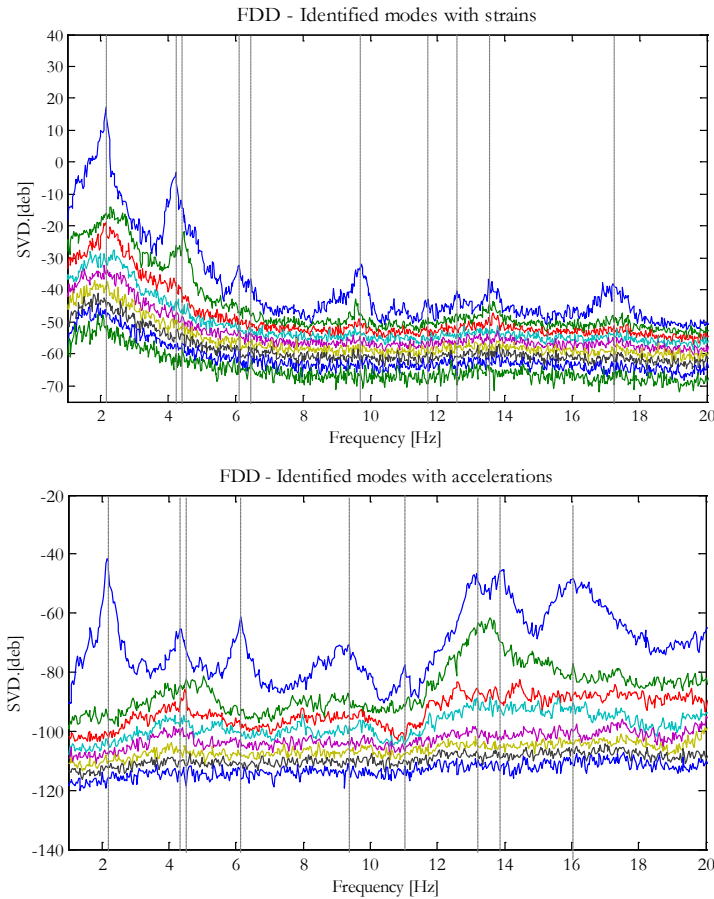 FDD - Identified modes with strains
40
30
20
10
0
-10
-20
-30
-40
-50
-60
-70
SVD.[deb]
2 4 6 8 10 12 14 16 18 20
Frequency [Hz]
FDD - Identified modes with accelerations
-20
-40
-60
-80
-100
-120
-140
SVD.[deb]
2 4 6 8 10 12 14 16 18 20
Frequency [Hz]